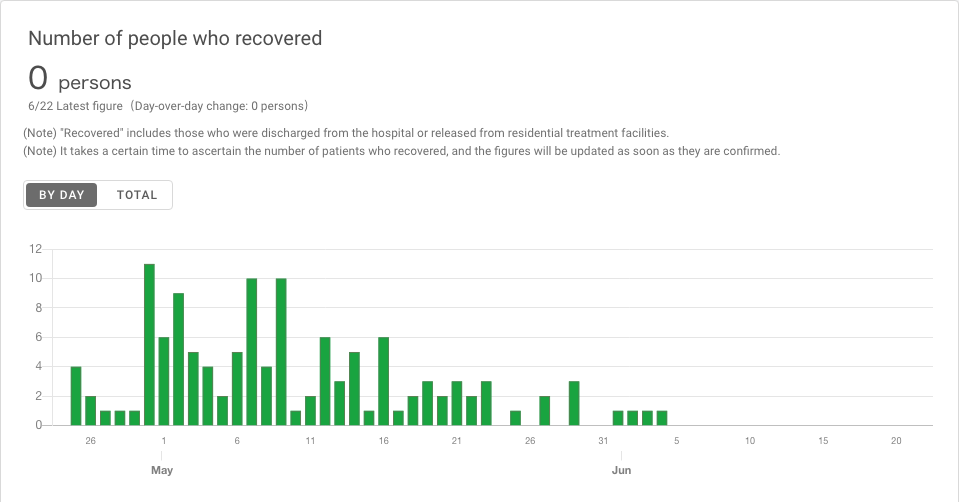 Number of people who recovered
0 persons
6/22 Latest figure（Day-over-day change: 0 persons）
(Note) "Recovered" includes those who were discharged from the hospital or released from residential treatment facilities.
(Note) It takes a certain time to ascertain the number of patients who recovered, and the figures will be updated as soon as they are confirmed.
BY DAY TOTAL
12
10
8
6
4
2
0
26 1 6 11 16 21 26 31 5 10 15 20
May Jun